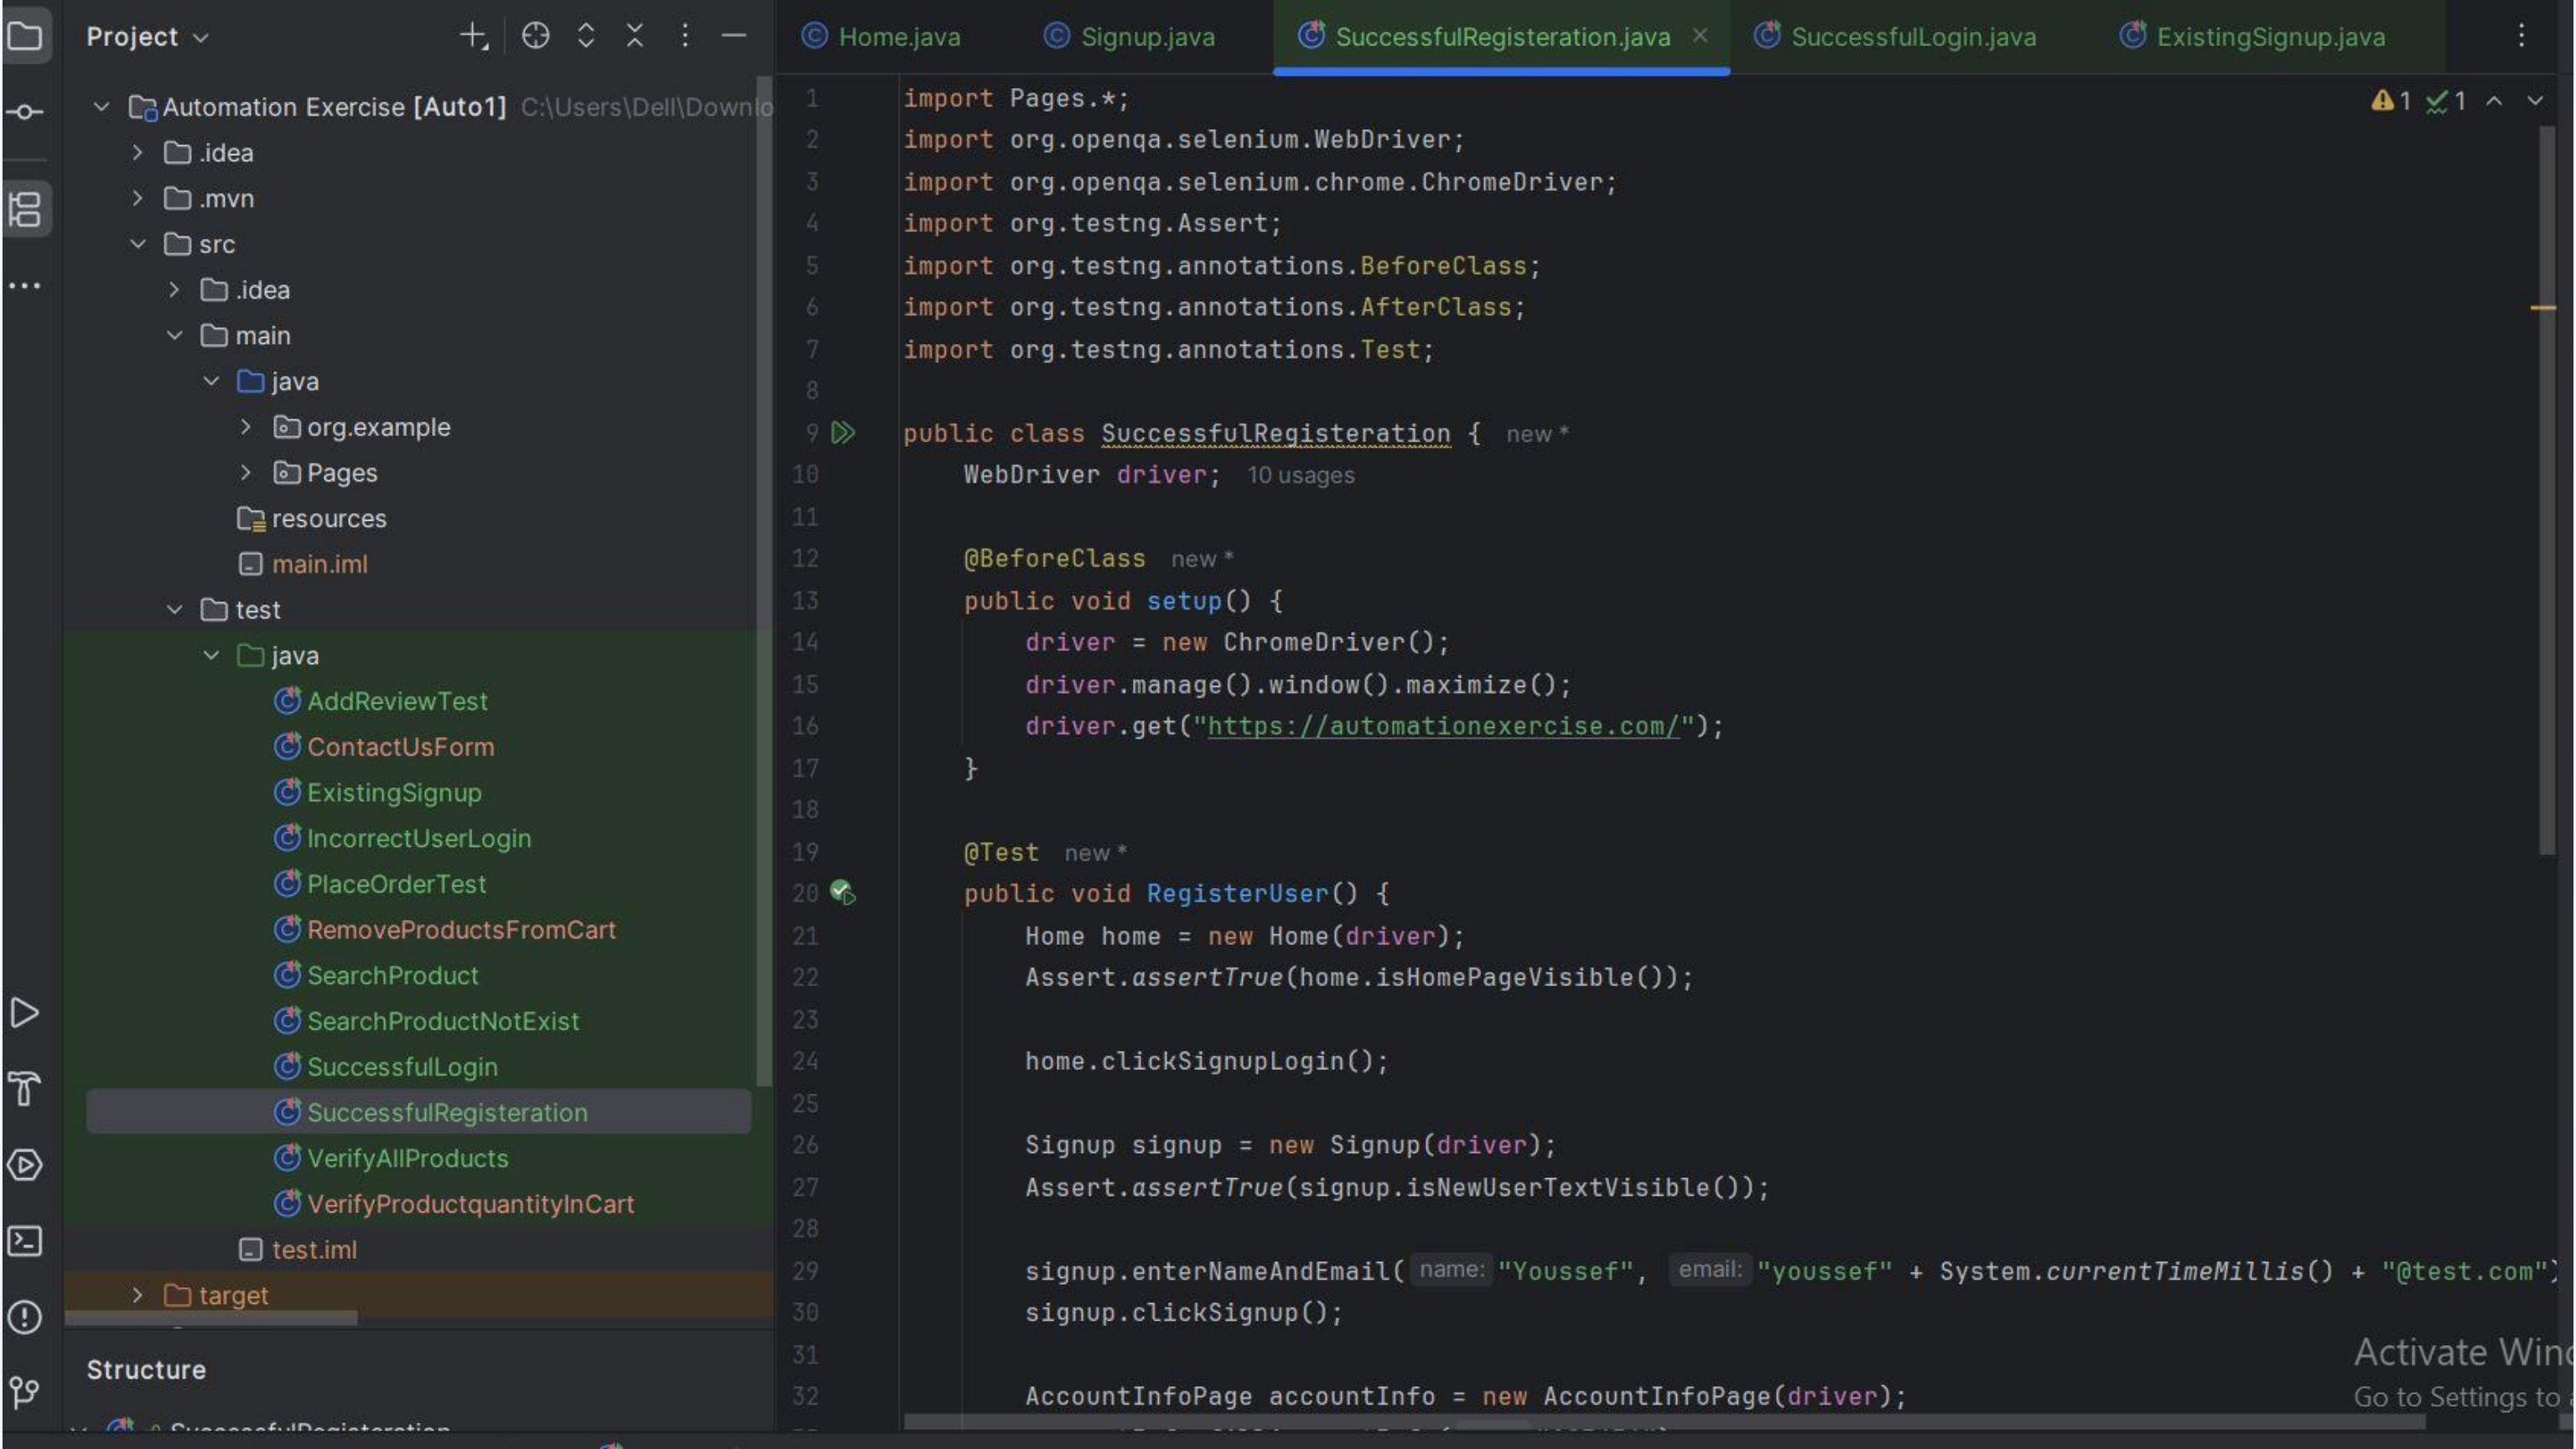 Project
Automation Exercise [Auto1] C:\Users\Dell\Downlo
.idea
.mvn
src
.idea
main
java
org.example
Pages
resources
main.iml
test
java
AddReviewTest
ContactUsForm
ExistingSignup
IncorrectUserLogin
PlaceOrderTest
RemoveProductsFromCart
SearchProduct
SearchProductNotExist
SuccessfulLogin
SuccessfulRegisteration
VerifyAllProducts
VerifyProductquantityInCart
test.iml
target
Structure
SuccessfulRegisteration
Home.java Signup.java SuccessfulRegisteration.java SuccessfulLogin.java ExistingSignup.java
1 1
1 import Pages.*;
2 import org.openqa.selenium.WebDriver;
3 import org.openqa.selenium.chrome.ChromeDriver;
4 import org.testng.Assert;
5 import org.testng.annotations.BeforeClass;
6 import org.testng.annotations.AfterClass;
7 import org.testng.annotations.Test;
8
9 public class SuccessfulRegisteration { new *
10 WebDriver driver; 10 usages
11
12 @BeforeClass new *
13 public void setup() {
14 driver = new ChromeDriver();
15 driver.manage().window().maximize();
16 driver.get("https://automationexercise.com/");
17 }
18
19 @Test new *
20 public void RegisterUser() {
21 Home home = new Home(driver);
22 Assert.assertTrue(home.isHomePageVisible());
23
24 home.clickSignupLogin();
25
26 Signup signup = new Signup(driver);
27 Assert.assertTrue(signup.isNewUserTextVisible());
28
29 signup.enterNameAndEmail( name: "Youssef", email: "youssef" + System.currentTimeMillis() + "@test.com")
30 signup.clickSignup();
31
32 AccountInfoPage accountInfo = new AccountInfoPage(driver);
Activate Win
Go to Settings to